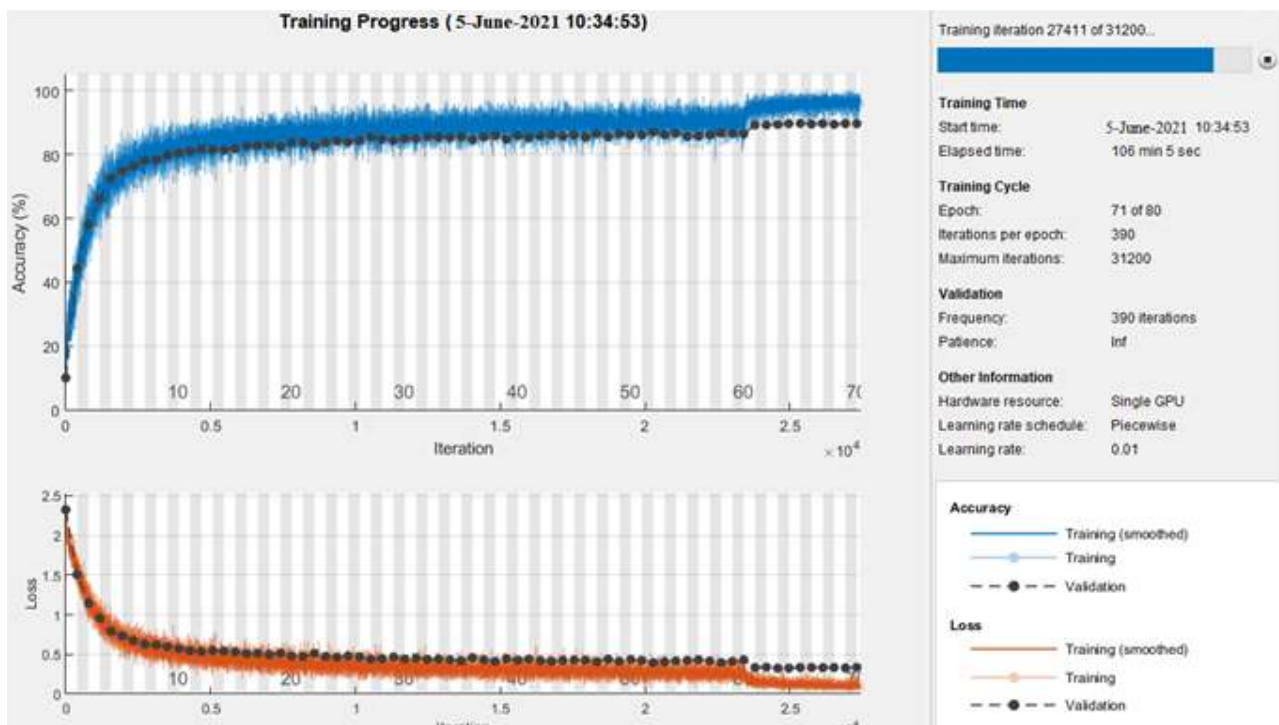 Training Progress ( 5-June-2021 10:34:53)
100
80
60
40
20
0
Accuracy (%)
10 20 30 40 50 60 70
0 0.5 1 1.5 2 2.5
Iteration
×10⁴
2.5
2
1.5
1
0.5
0
Loss
10 20 30 40 50 60
0 0.5 1 1.5 2 2.5
Iteration
Training iteration 27411 of 31200...
Training Time
Start time: 5-June-2021 10:34:53
Elapsed time: 106 min 5 sec
Training Cycle
Epoch: 71 of 80
Iterations per epoch: 390
Maximum iterations: 31200
Validation
Frequency: 390 iterations
Patience: Inf
Other Information
Hardware resource: Single GPU
Learning rate schedule: Piecewise
Learning rate: 0.01
Accuracy
Training (smoothed)
Training
Validation
Loss
Training (smoothed)
Training
Validation